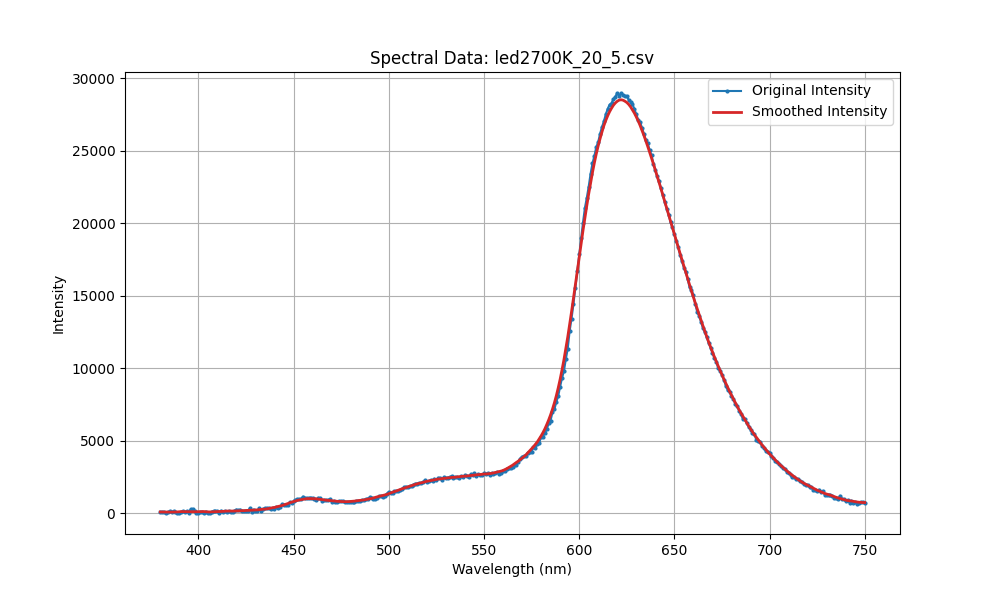 Spectral Data: led2700K_20_5.csv
Original Intensity
Smoothed Intensity
30000
25000
20000
15000
10000
5000
0
Intensity
400 450 500 550 600 650 700 750
Wavelength (nm)